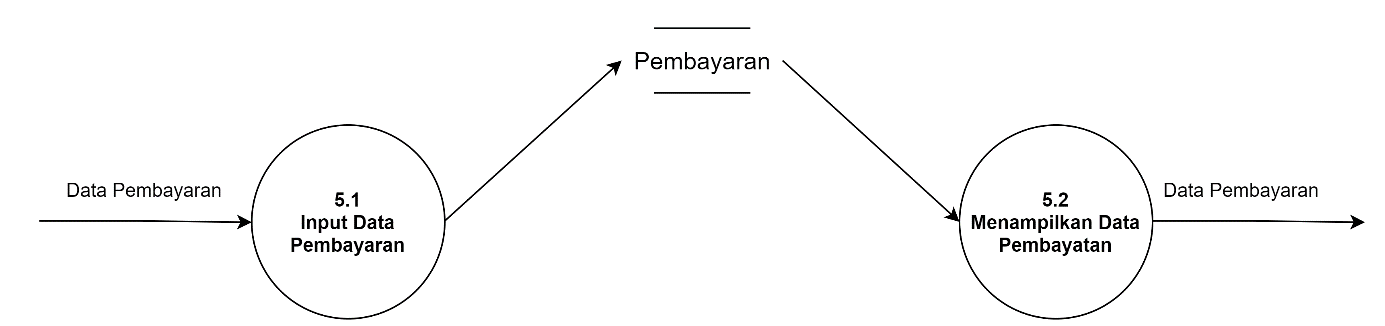 Pembayaran
Data Pembayaran
5.1
Input Data
Pembayaran
5.2
Menampilkan Data
Pembayatan
Data Pembayaran